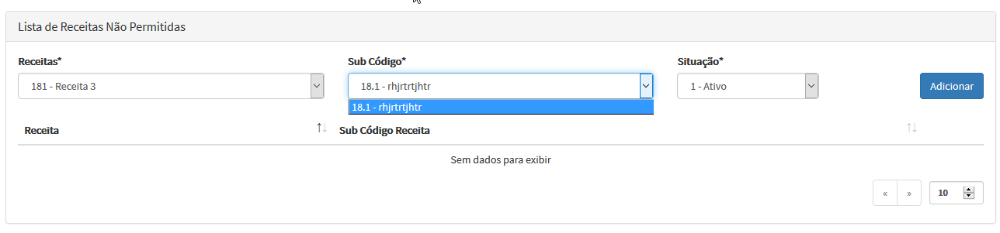 Lista de Receitas Não Permitidas
Receitas* Sub Código* Situação*
181 - Receita 3 18.1 - rhjrtrtjhtr 1 - Ativo Adicionar
18.1 - rhjrtrtjhtr
Receita Sub Código Receita
Sem dados para exibir
« » 10